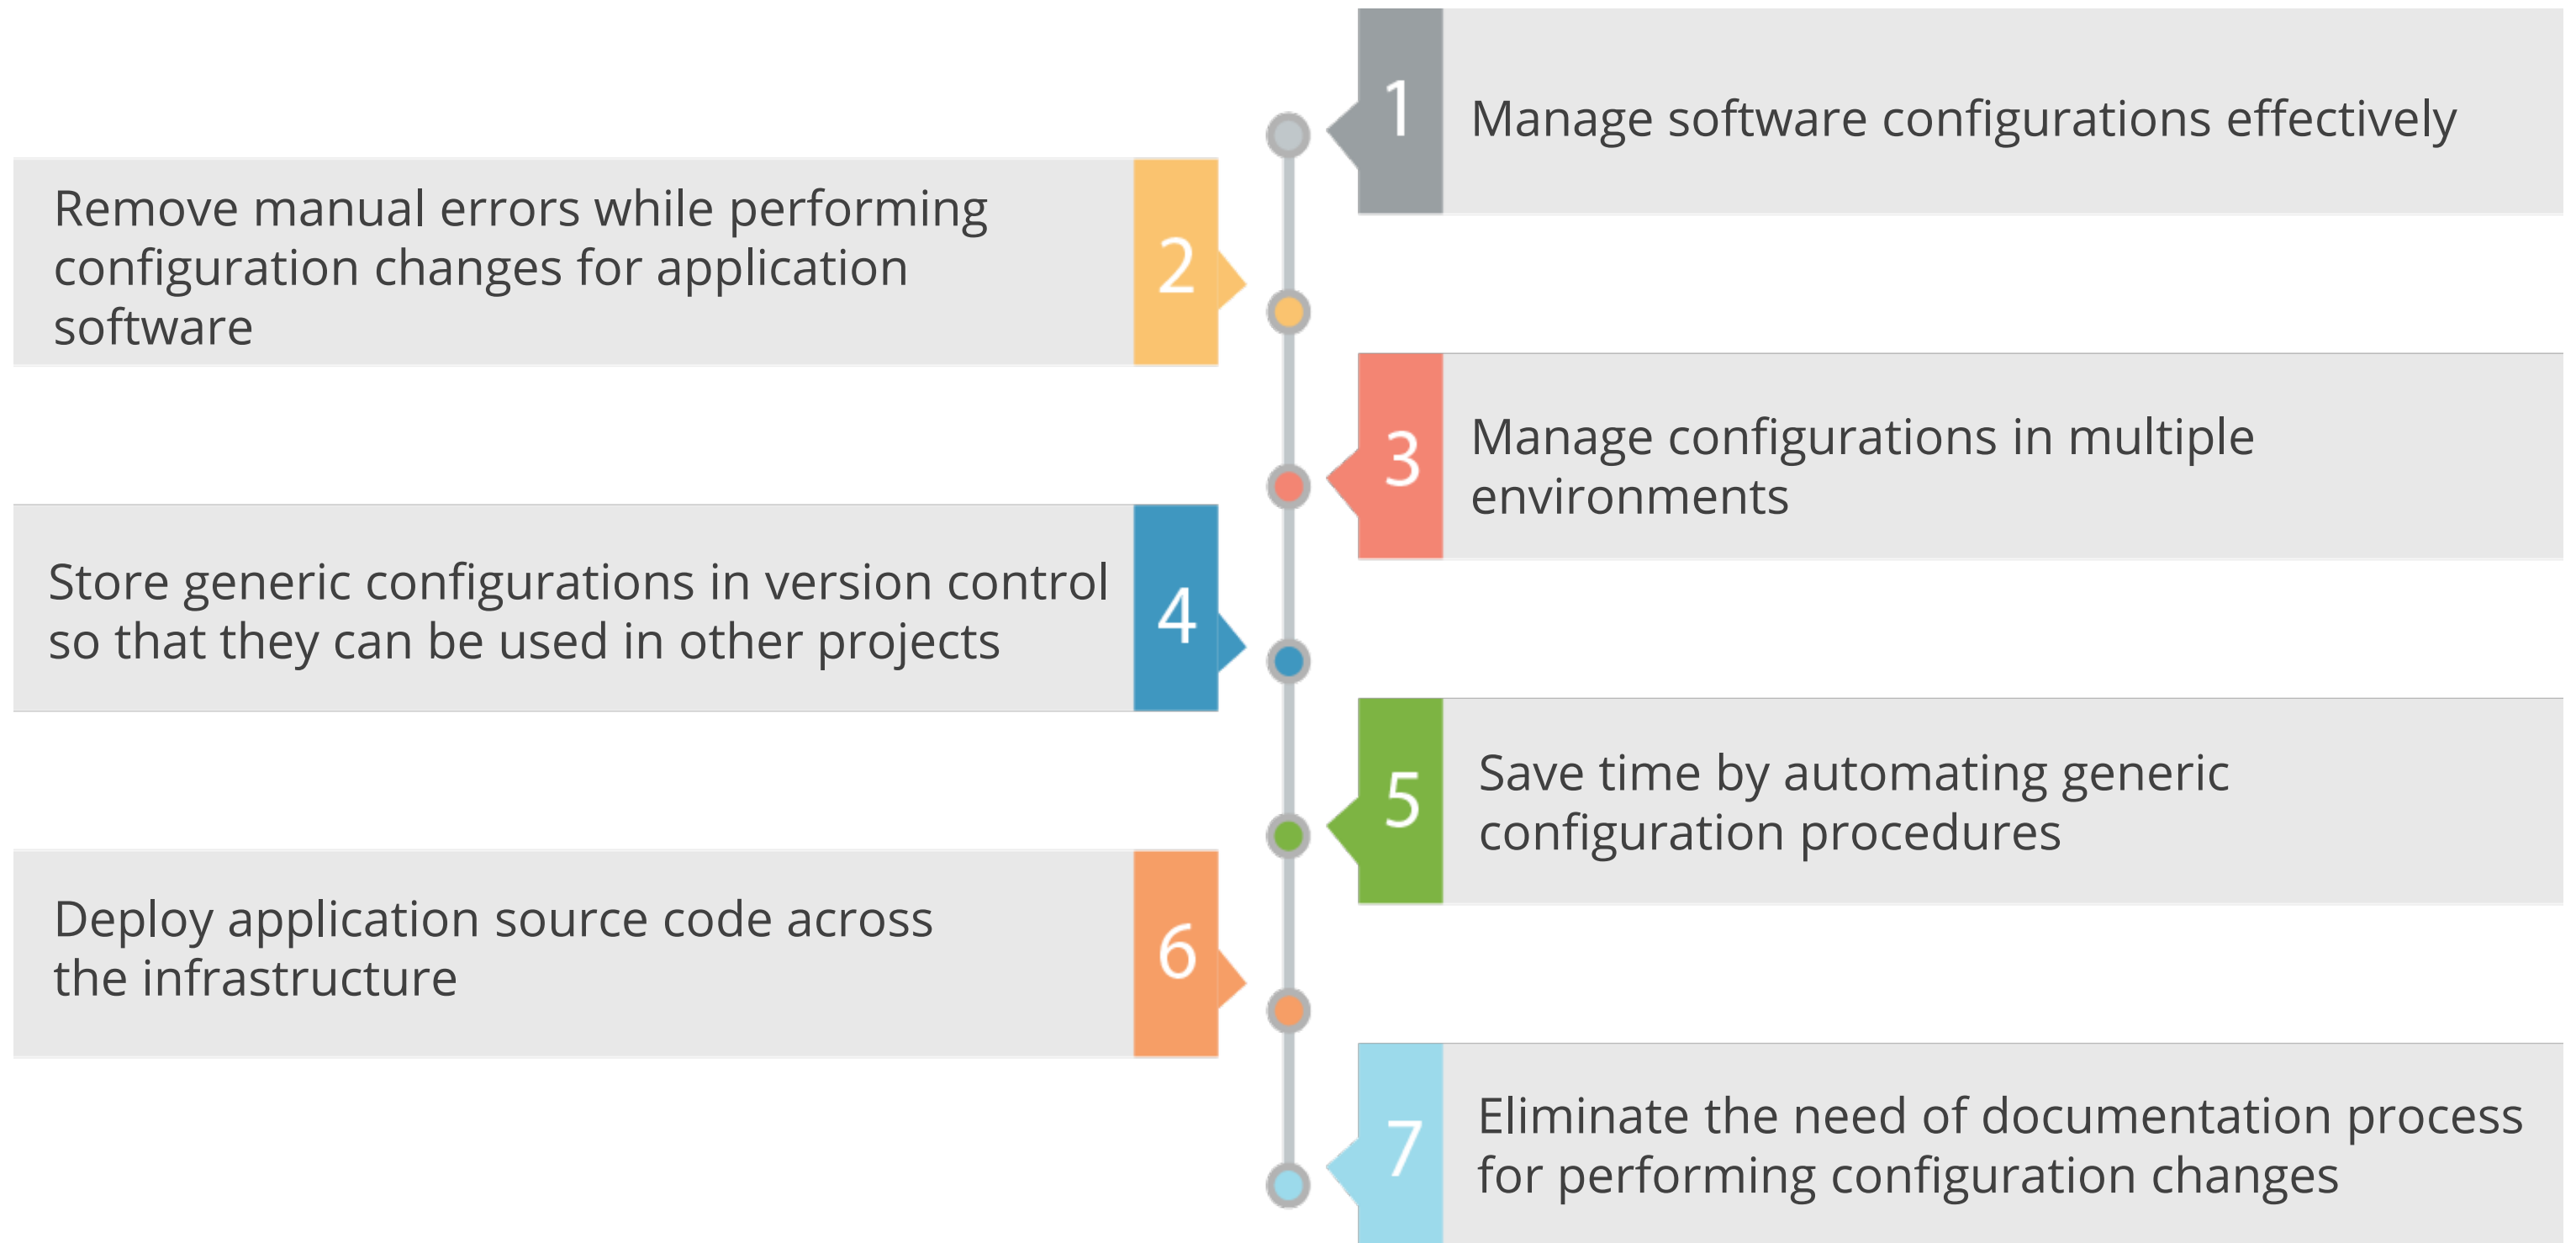 1
Manage software configurations effectively
2
Remove manual errors while performing
configuration changes for application
software
3
Manage configurations in multiple
environments
4
Store generic configurations in version control
so that they can be used in other projects
5
Save time by automating generic
configuration procedures
6
Deploy application source code across
the infrastructure
7
Eliminate the need of documentation process
for performing configuration changes